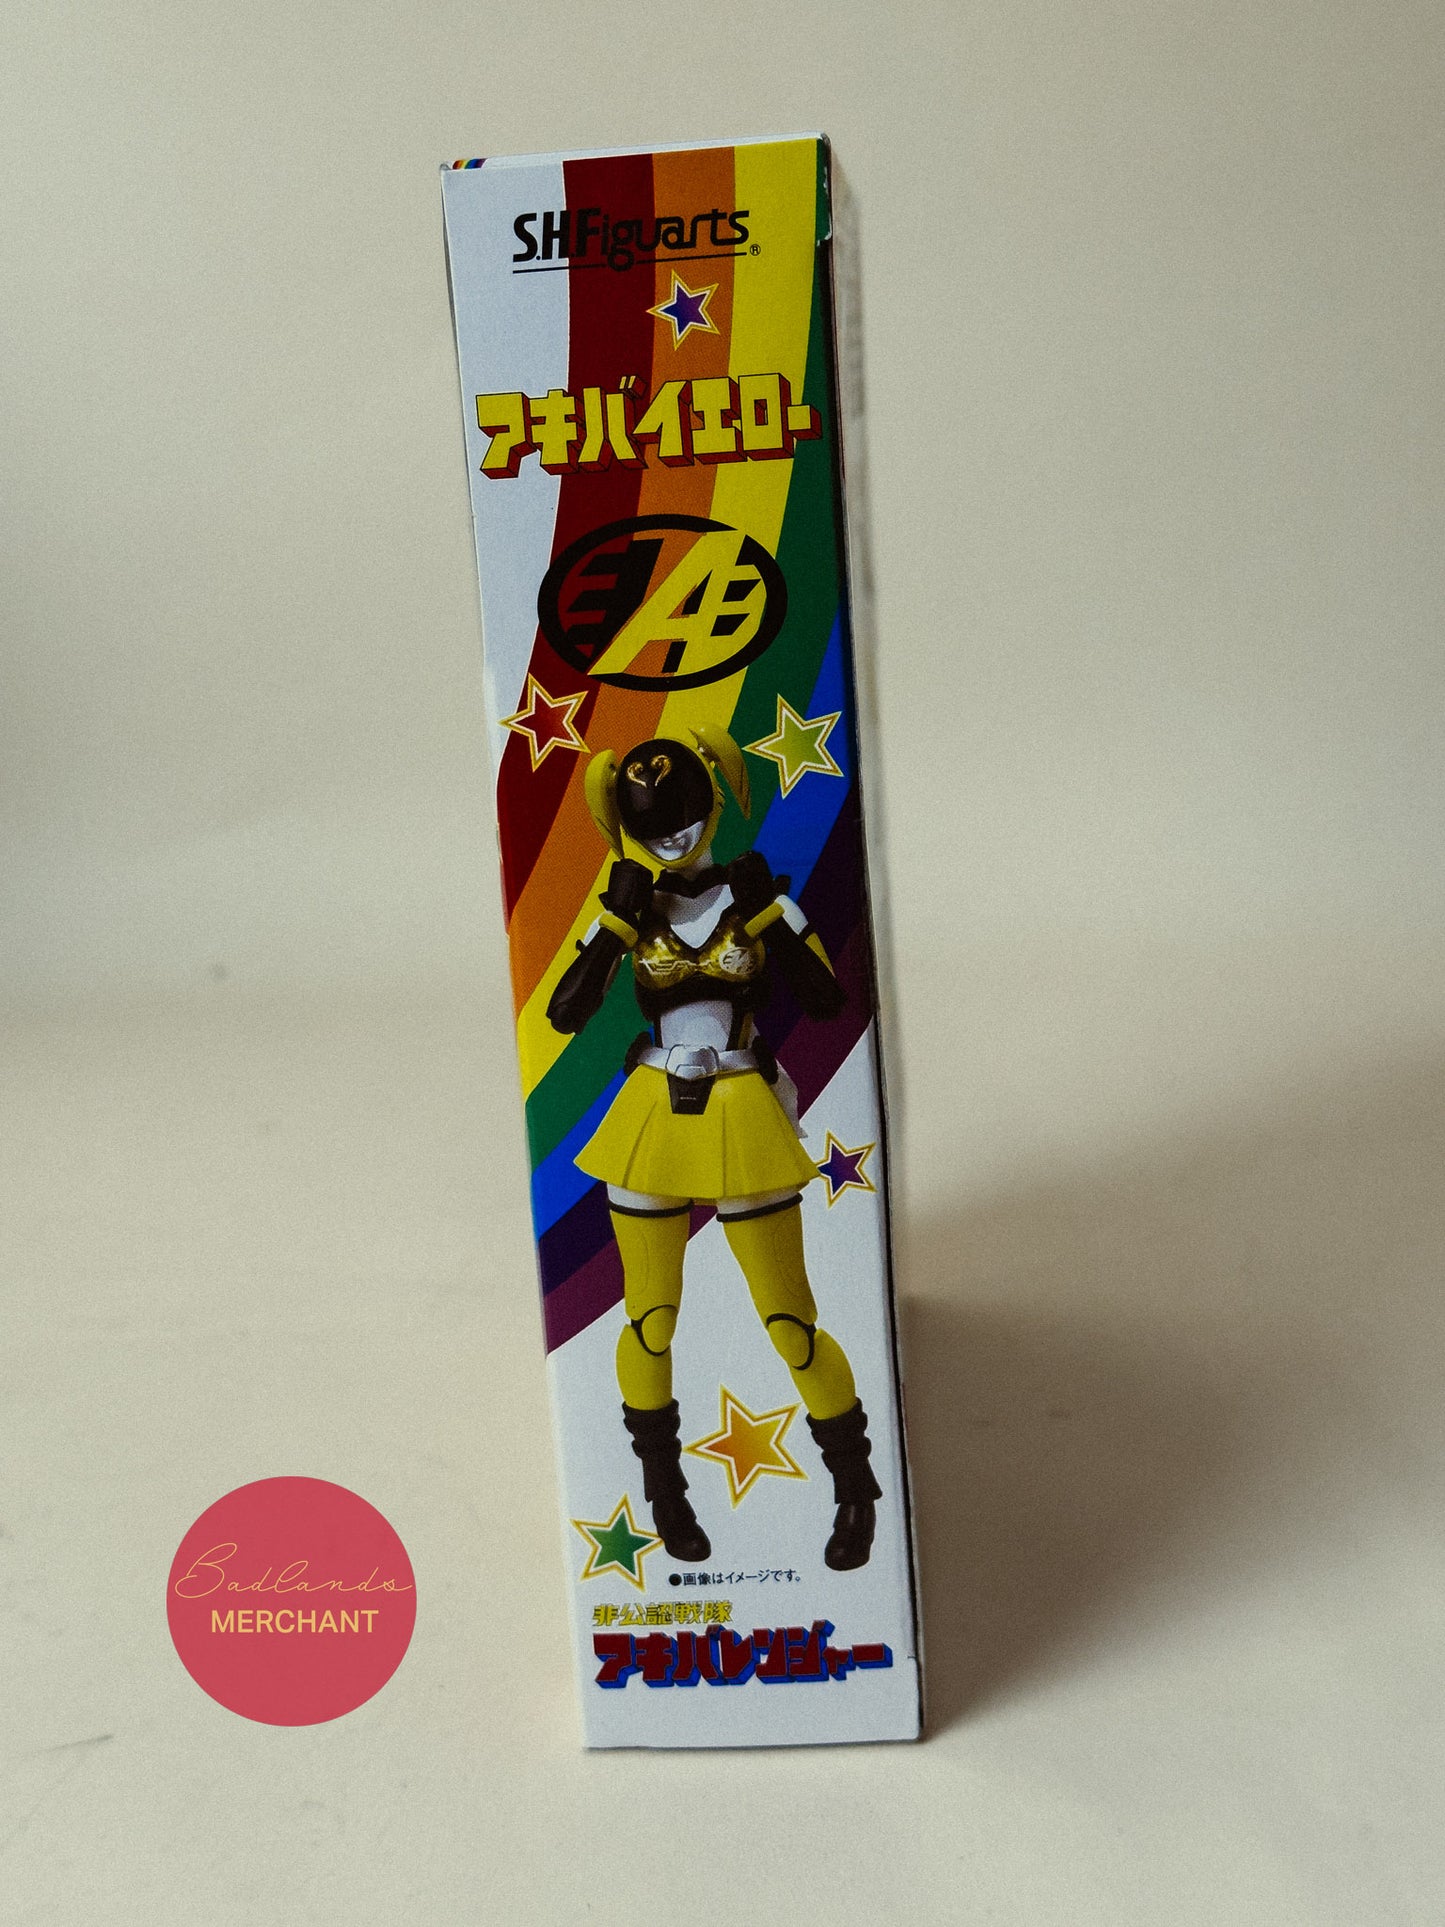 S.H.Figuarts®
アキバイエロー
A
●画像はイメージです。
非公認戦隊
アキバレンジャー
Badlands
MERCHANT